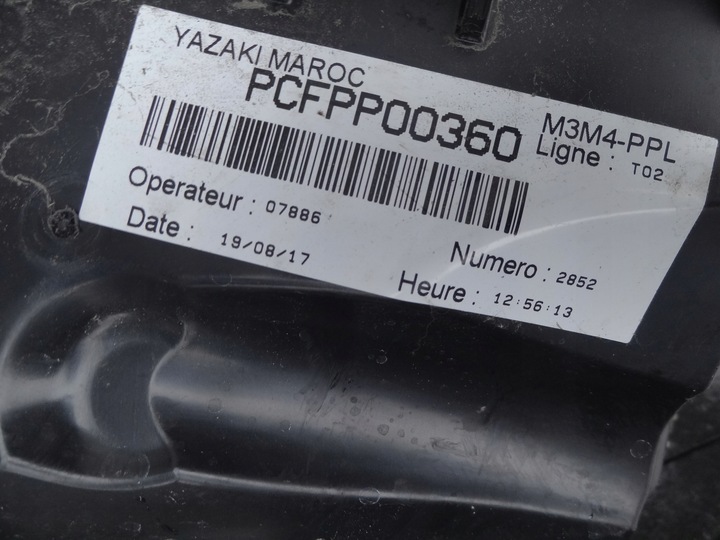 YAZAKI MAROC
PCFPP00360
M3M4-PPL
Ligne : T02
Operateur : 07886
Numero : 2852
Date : 19/08/17
Heure : 12:56:13